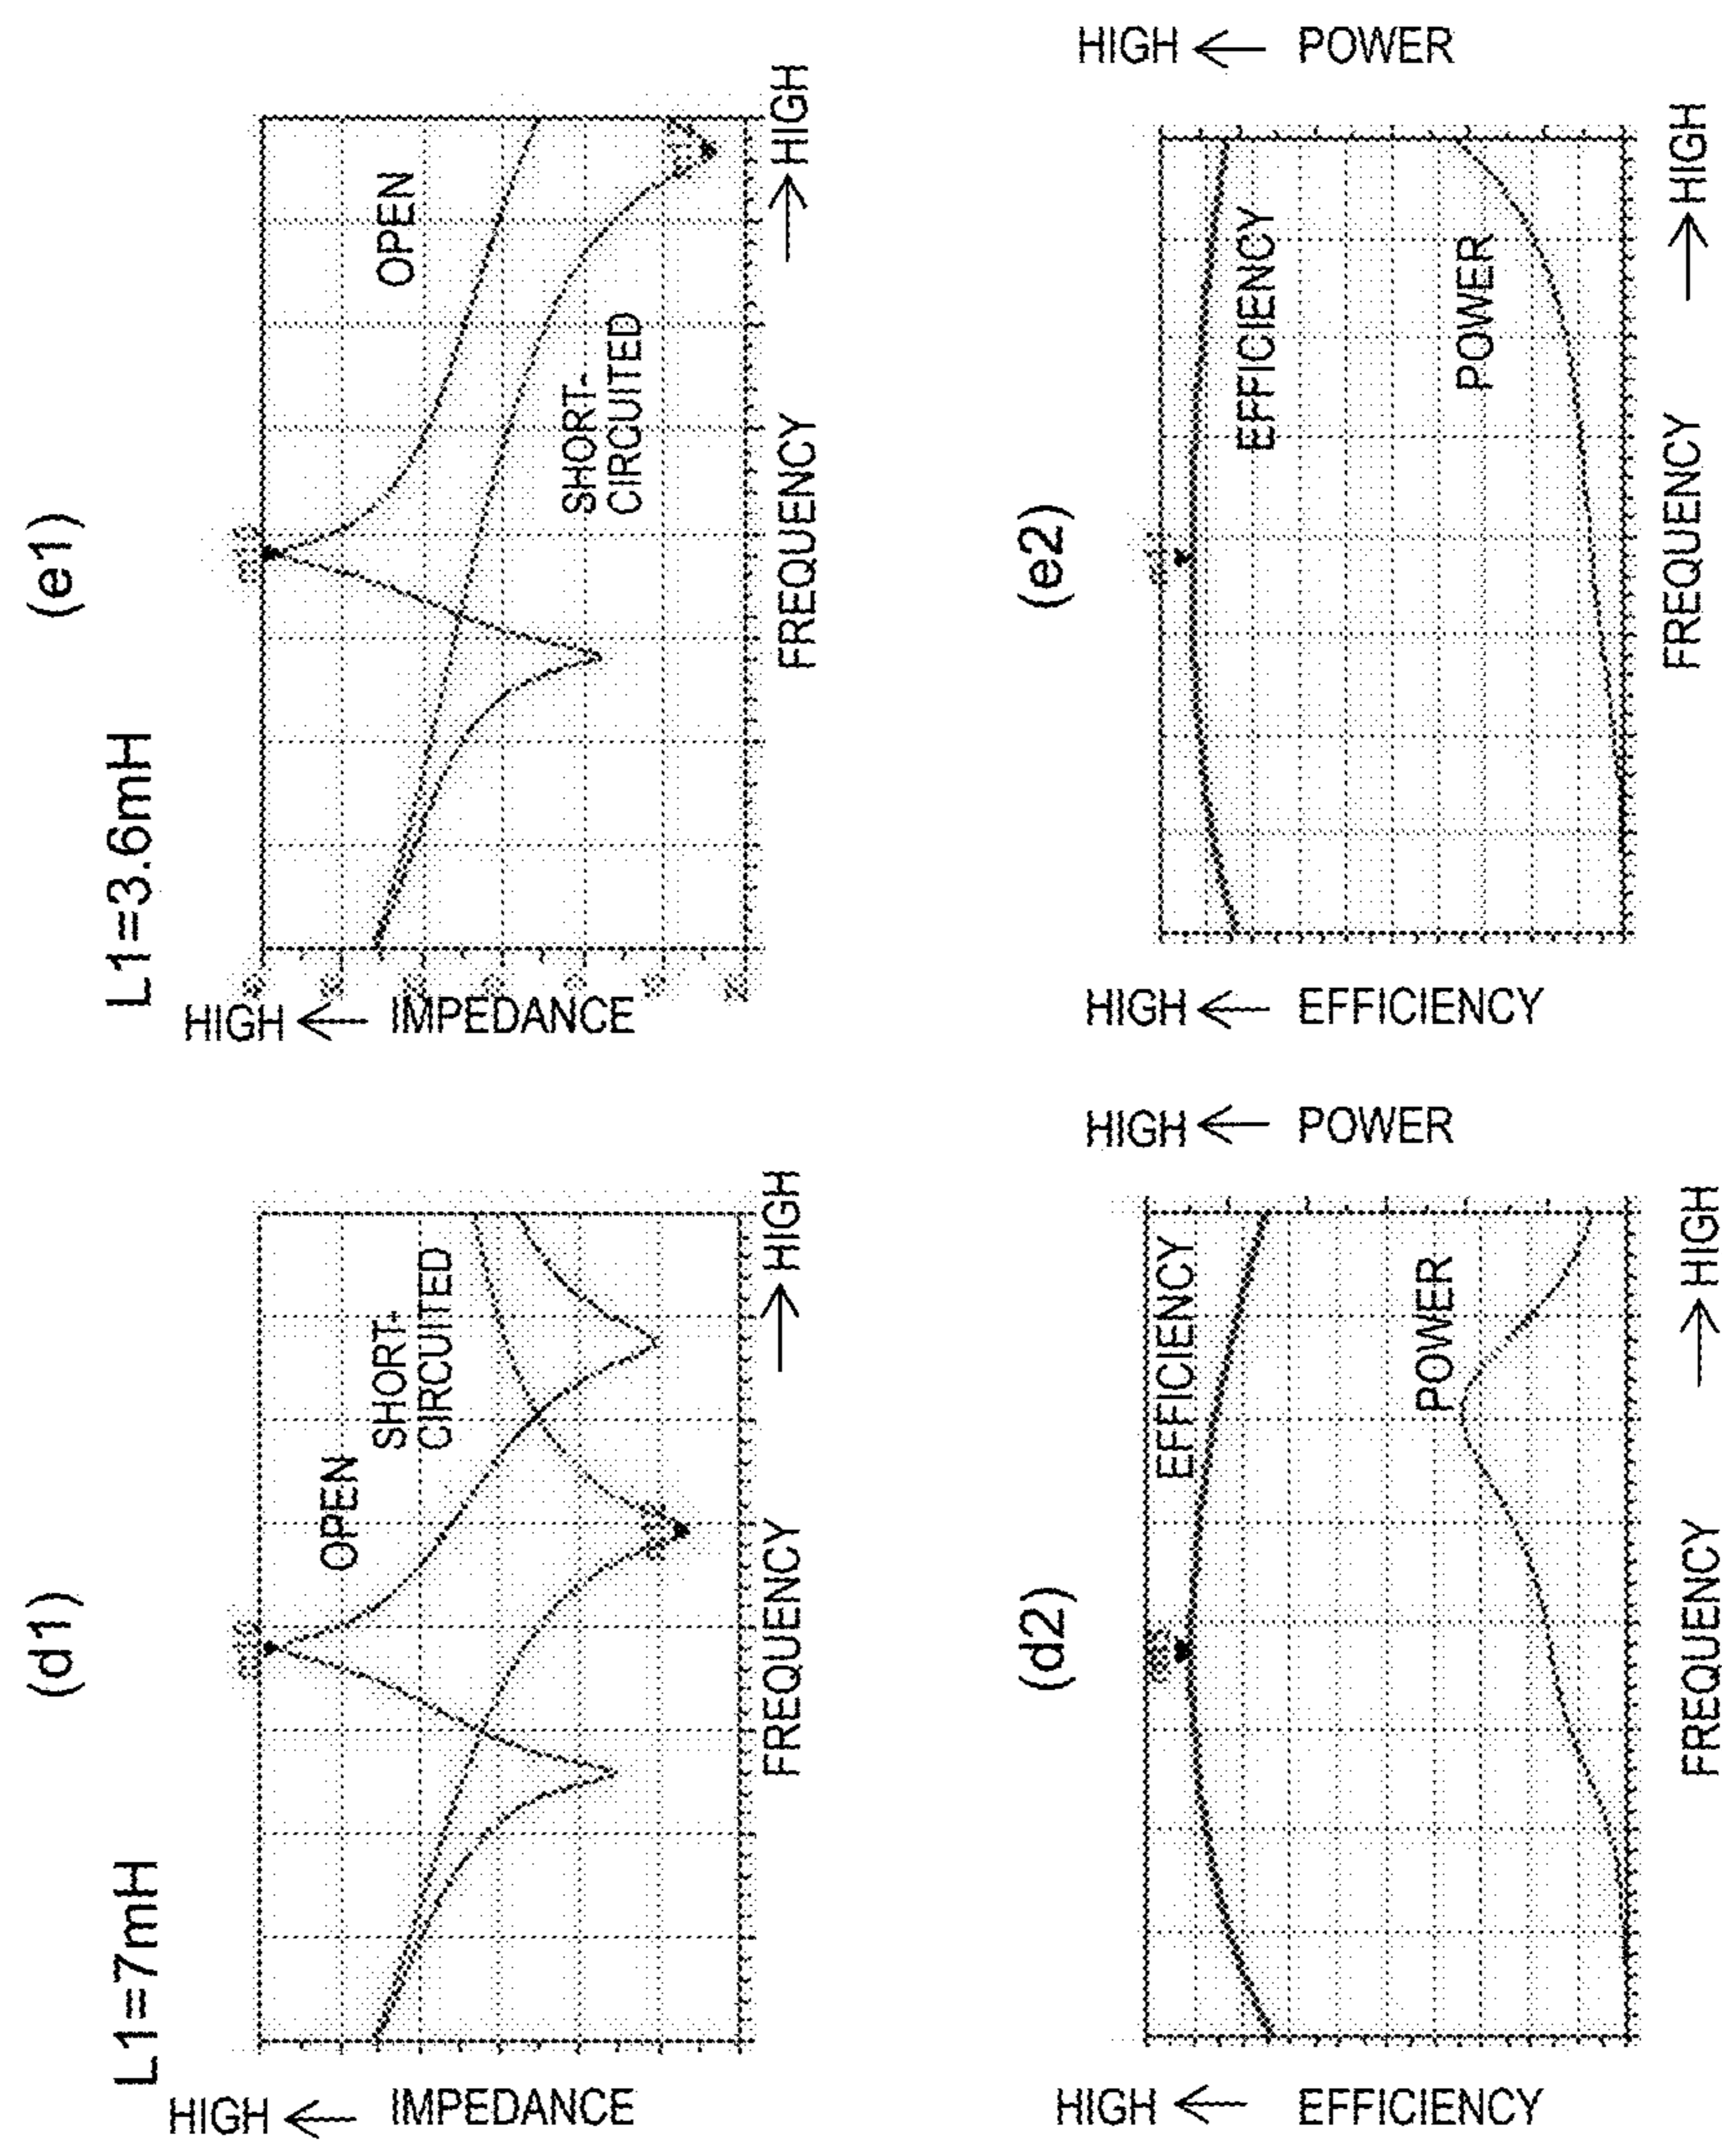 L1=7mH
(d1)
HIGH ← IMPEDANCE
OPEN
SHORT-
CIRCUITED
FREQUENCY
→ HIGH
(d2)
HIGH ← EFFICIENCY
HIGH ← POWER
EFFICIENCY
POWER
FREQUENCY
→ HIGH
L1=3.6mH
(e1)
HIGH ← IMPEDANCE
OPEN
SHORT-
CIRCUITED
FREQUENCY
→ HIGH
(e2)
HIGH ← EFFICIENCY
HIGH ← POWER
EFFICIENCY
POWER
FREQUENCY
→ HIGH